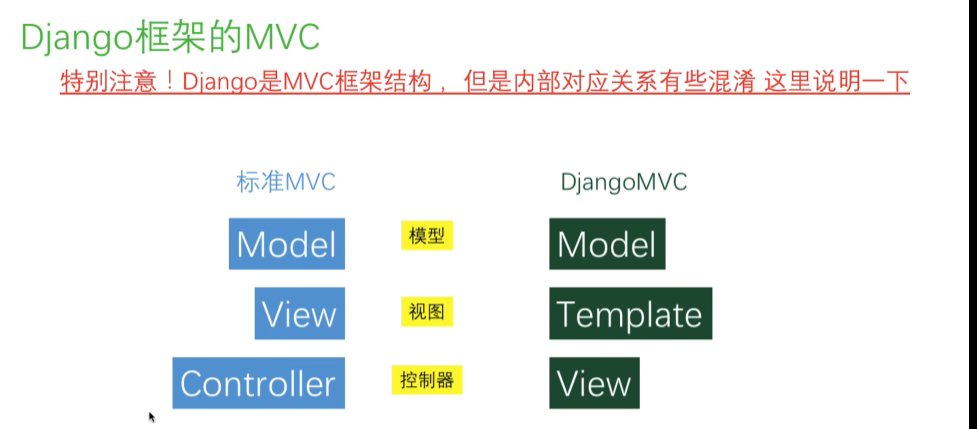 Django框架的MVC
特别注意！Django是MVC框架结构，但是内部对应关系有些混淆 这里说明一下
标准MVC DjangoMVC
Model 模型 Model
View 视图 Template
Controller 控制器 View